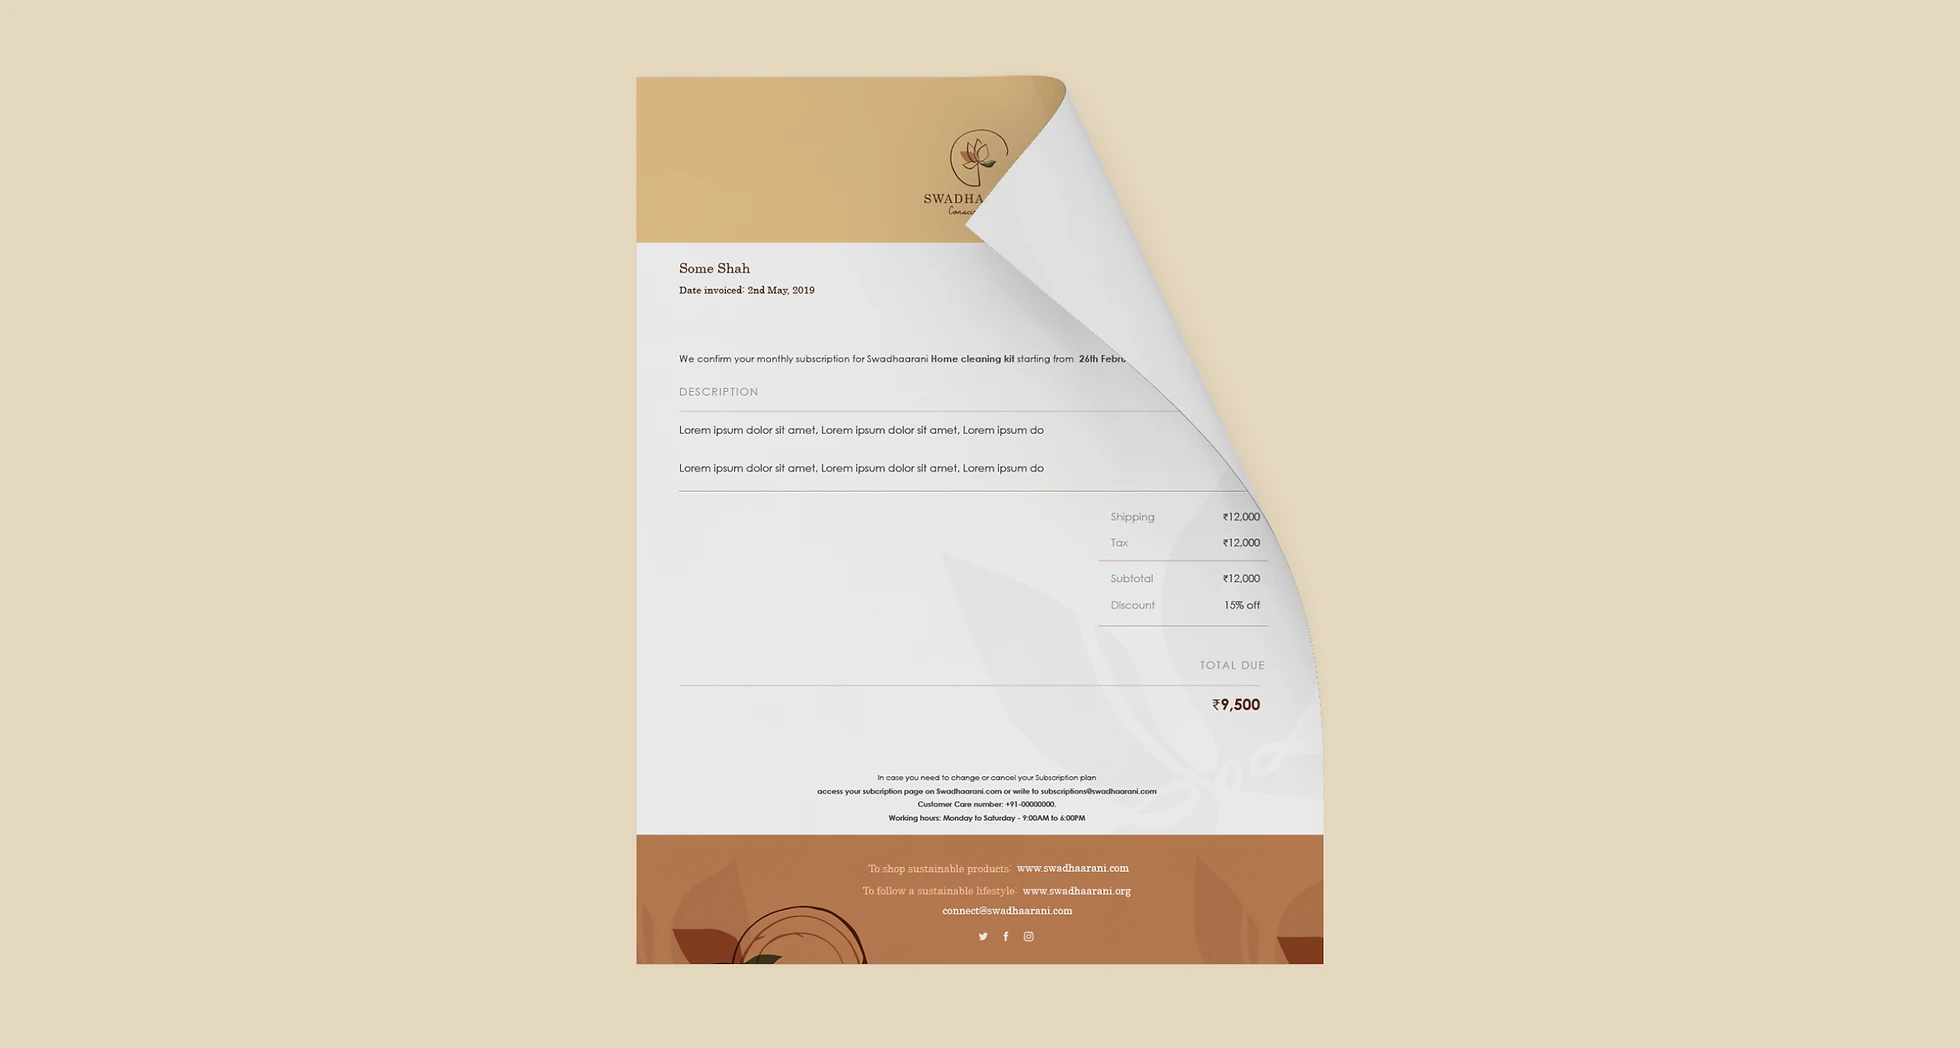 SWADHA
Some Shah
Date invoiced: 2nd May, 2019
We confirm your monthly subscription for Swadhaarani Home cleaning kit starting from 26th Febru
DESCRIPTION
Lorem ipsum dolor sit amet, Lorem ipsum dolor sit amet, Lorem ipsum do
Lorem ipsum dolor sit amet, Lorem ipsum dolor sit amet, Lorem ipsum do
Shipping ₹12,000
Tax ₹12,000
Subtotal ₹12,000
Discount 15% off
TOTAL DUE
₹9,500
In case you need to change or cancel your Subscription plan
access your subcription page on Swadhaarani.com or write to subscriptions@swadhaarani.com
Customer Care number: +91-00000000.
Working hours: Monday to Saturday - 9:00AM to 6:00PM
To shop sustainable products: www.swadhaarani.com
To follow a sustainable lifestyle: www.swadhaarani.org
connect@swadhaarani.com